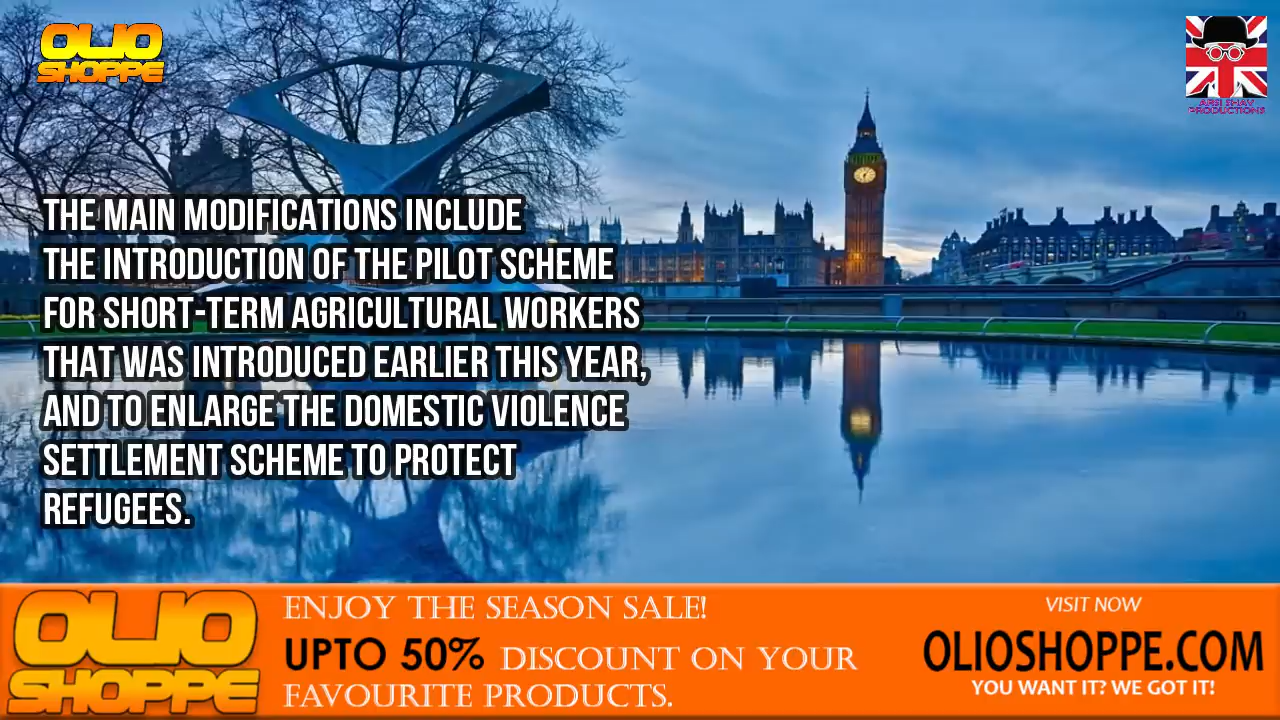 OLIO
SHOPPE
ARSI SHAV
PRODUCTIONS
THE MAIN MODIFICATIONS INCLUDE
THE INTRODUCTION OF THE PILOT SCHEME
FOR SHORT-TERM AGRICULTURAL WORKERS
THAT WAS INTRODUCED EARLIER THIS YEAR,
AND TO ENLARGE THE DOMESTIC VIOLENCE
SETTLEMENT SCHEME TO PROTECT
REFUGEES.
OLIO
SHOPPE
ENJOY THE SEASON SALE!
UPTO 50% DISCOUNT ON YOUR
FAVOURITE PRODUCTS.
VISIT NOW
OLIOSHOPPE.COM
YOU WANT IT? WE GOT IT!